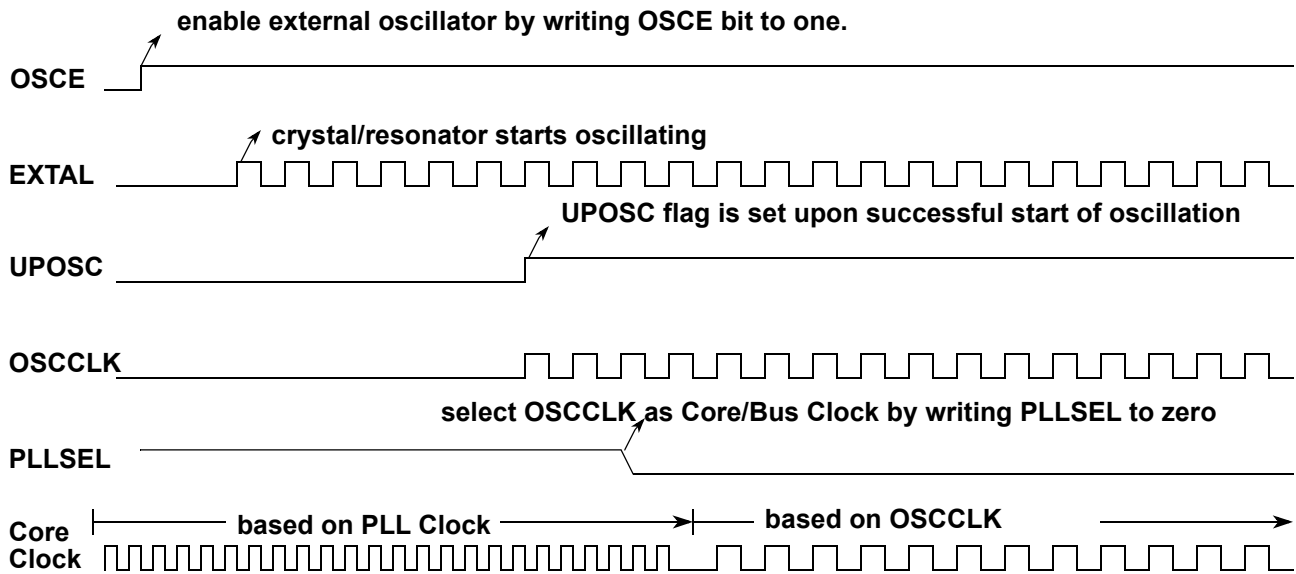 enable external oscillator by writing OSCE bit to one.
OSCE
crystal/resonator starts oscillating
EXTAL
UPOSC flag is set upon successful start of oscillation
UPOSC
OSCCLK
select OSCCLK as Core/Bus Clock by writing PLLSEL to zero
PLLSEL
based on PLL Clock
based on OSCCLK
Core
Clock